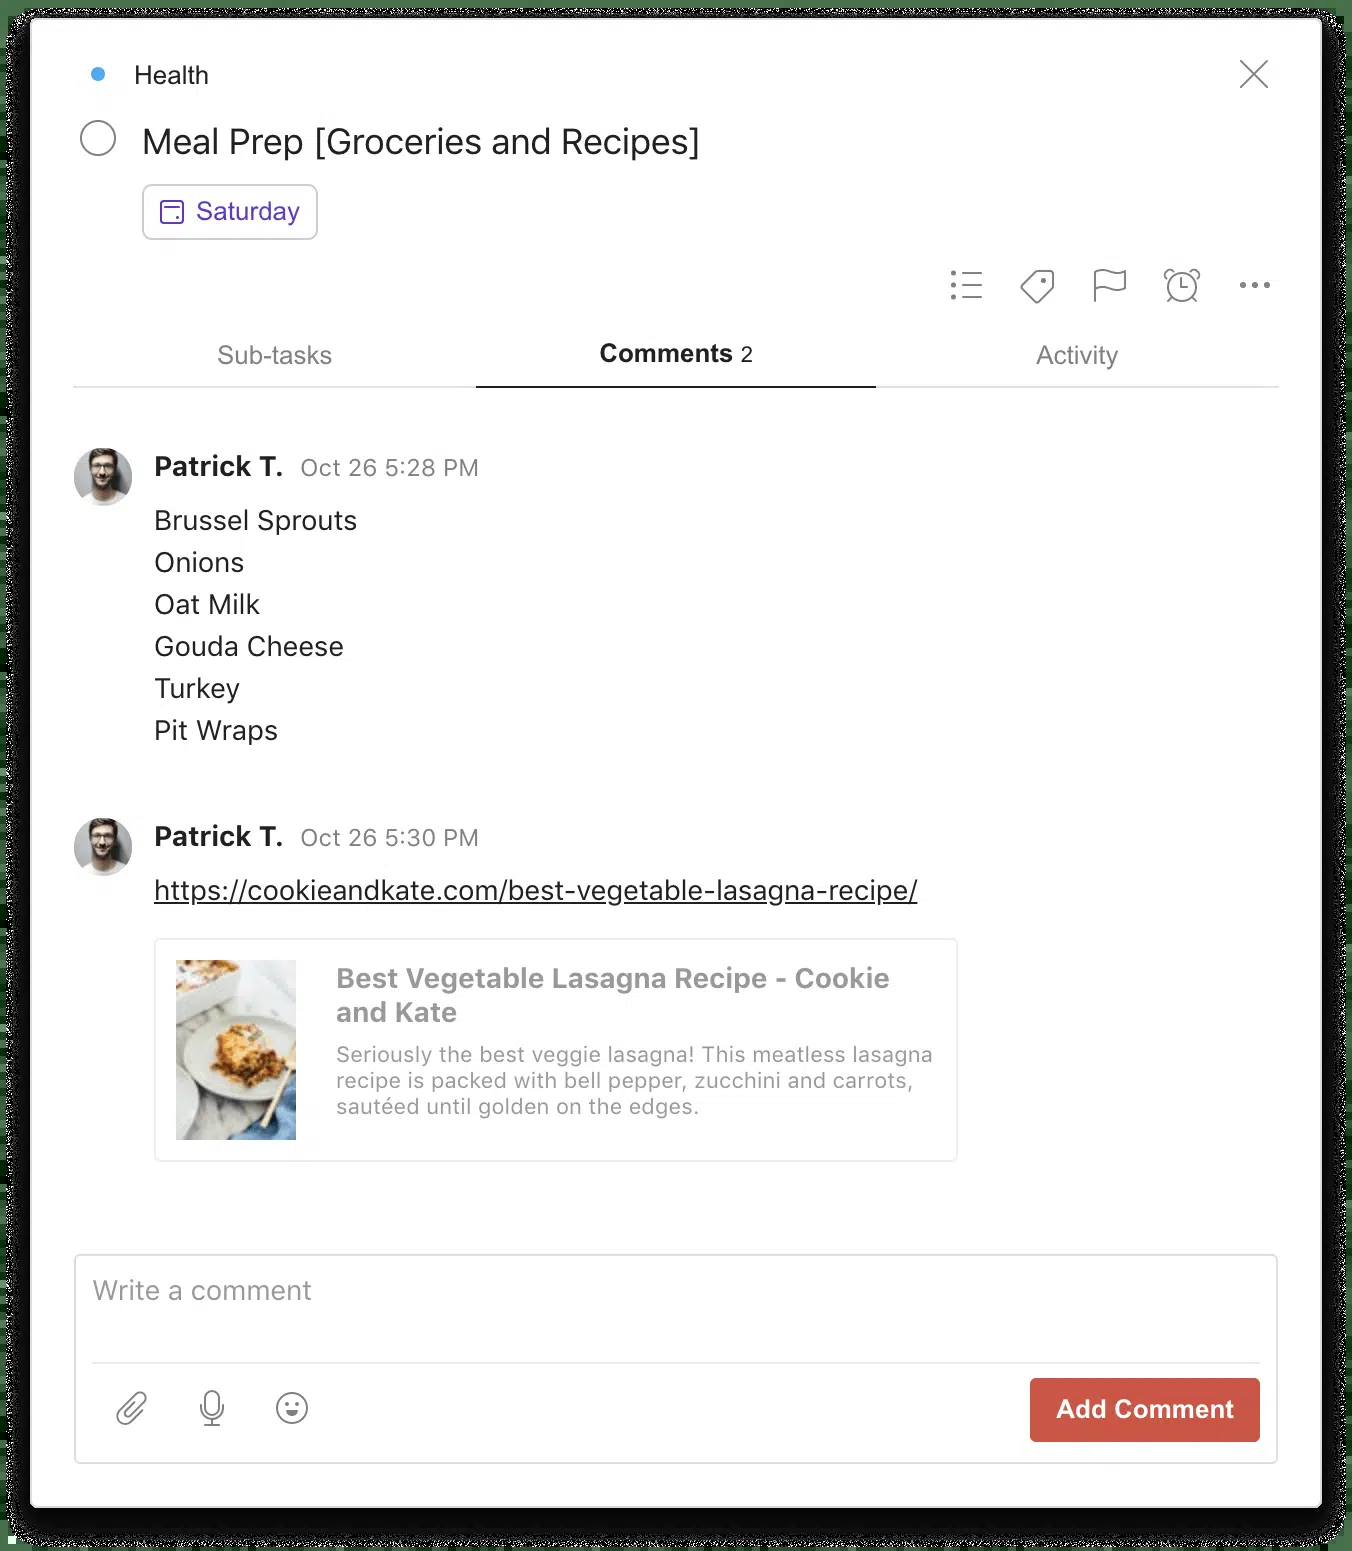 Health
Meal Prep [Groceries and Recipes]
Saturday
Sub-tasks
Comments 2
Activity
Patrick T. Oct 26 5:28 PM
Brussel Sprouts
Onions
Oat Milk
Gouda Cheese
Turkey
Pit Wraps
Patrick T. Oct 26 5:30 PM
https://cookieandkate.com/best-vegetable-lasagna-recipe/
Best Vegetable Lasagna Recipe - Cookie
and Kate
Seriously the best veggie lasagna! This meatless lasagna
recipe is packed with bell pepper, zucchini and carrots,
sautéed until golden on the edges.
Write a comment
Add Comment